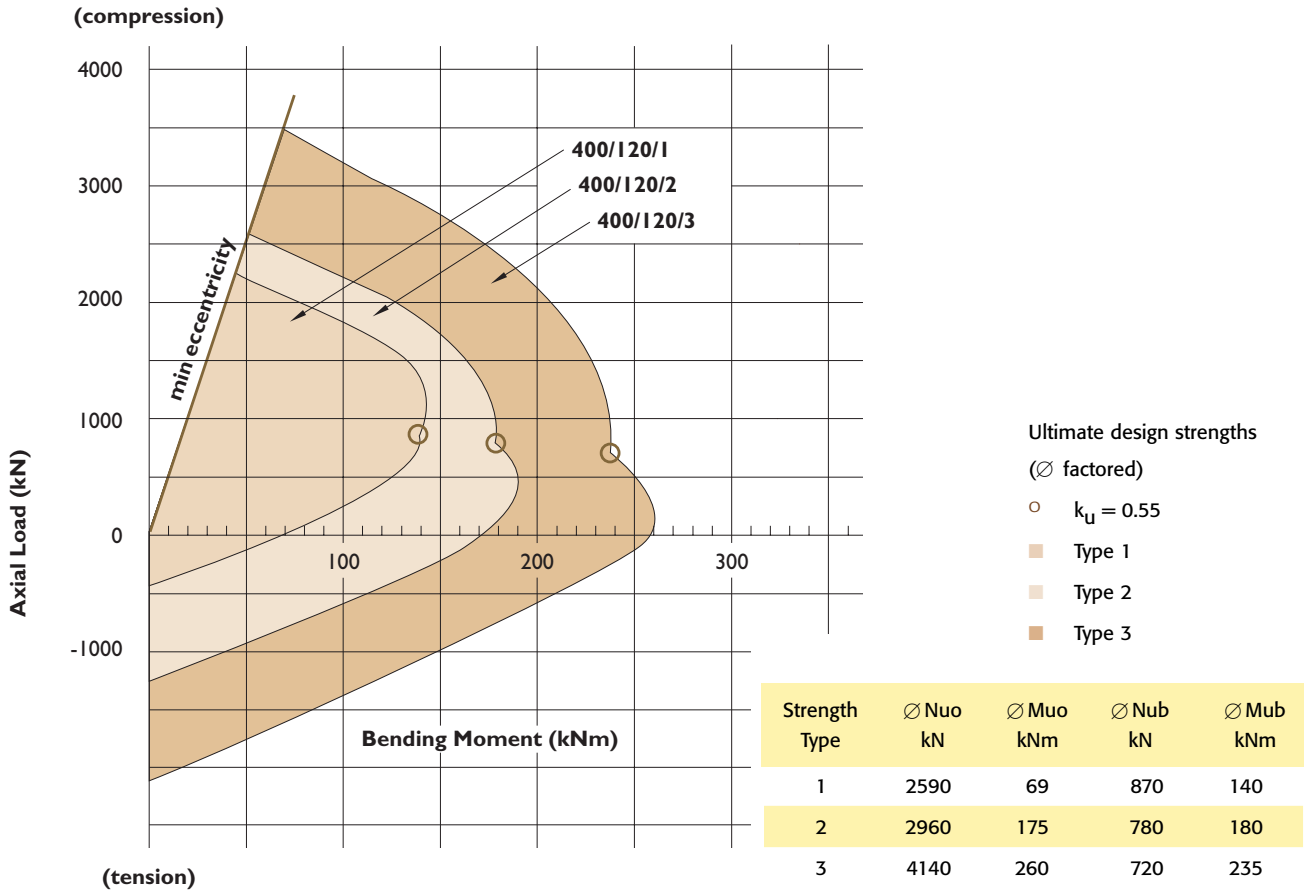 (compression)
4000
3000
2000
1000
0
-1000
100
200
300
400/120/1
400/120/2
400/120/3
min eccentricity
Axial Load (kN)
Bending Moment (kNm)
(tension)
Ultimate design strengths
(∅ factored)
ku = 0.55
Type 1
Type 2
Type 3
Strength Type ∅ Nuo kN ∅ Muo kNm ∅ Nub kN ∅ Mub kNm
1 2590 69 870 140
2 2960 175 780 180
3 4140 260 720 235